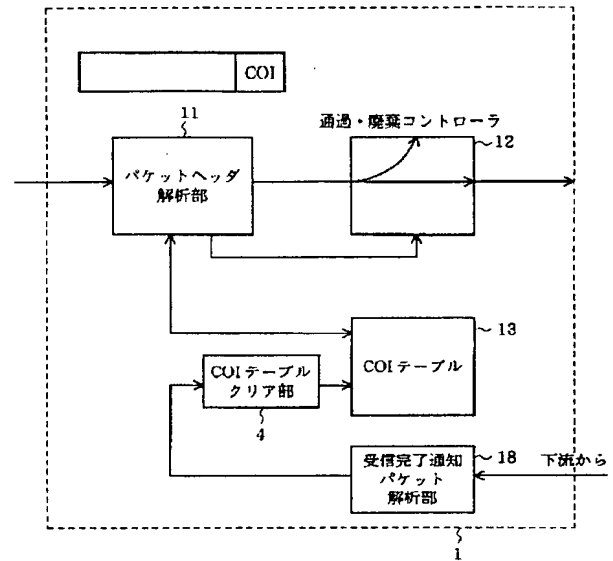 COI
11
パケットヘッダ
解析部
通過・廃棄コントローラ
12
13
COIテーブル
COIテーブル
クリア部
4
受信完了通知
パケット
解析部
18
下流から
1